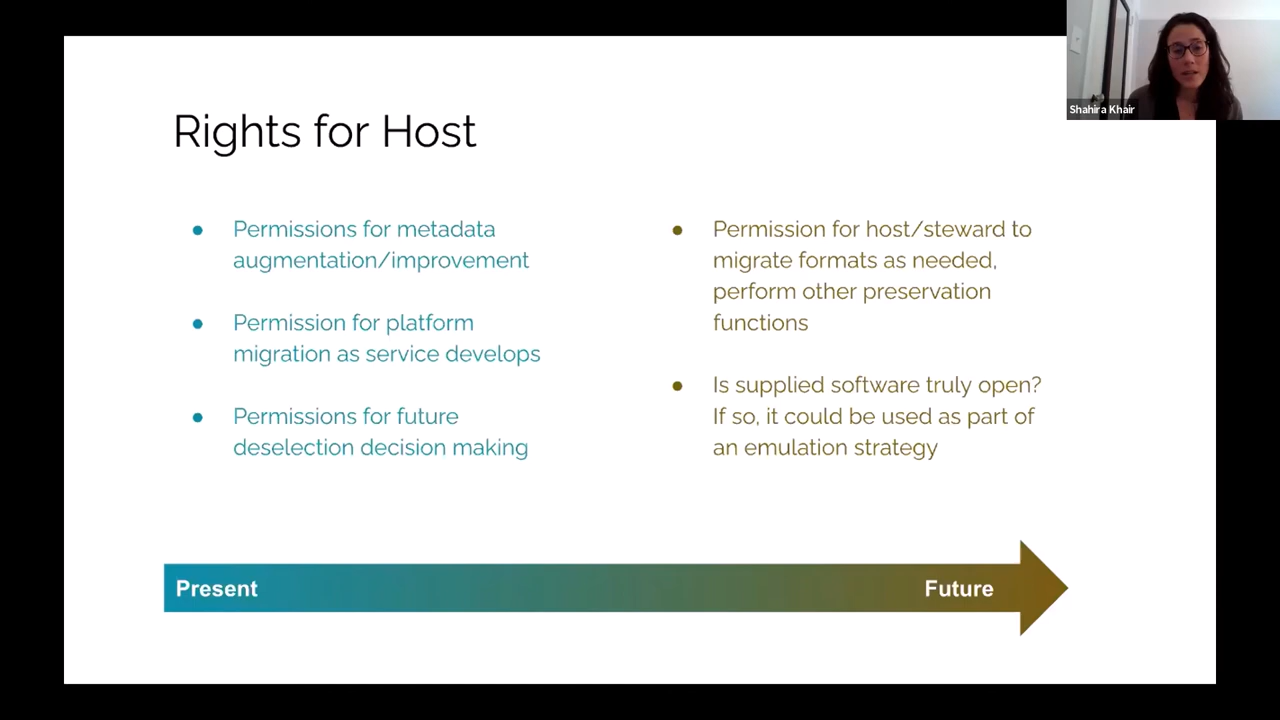 Shahira Khair
Rights for Host
● Permissions for metadata
augmentation/improvement
● Permission for platform
migration as service develops
● Permissions for future
deselection decision making
● Permission for host/steward to
migrate formats as needed,
perform other preservation
functions
● Is supplied software truly open?
If so, it could be used as part of
an emulation strategy
Present
Future